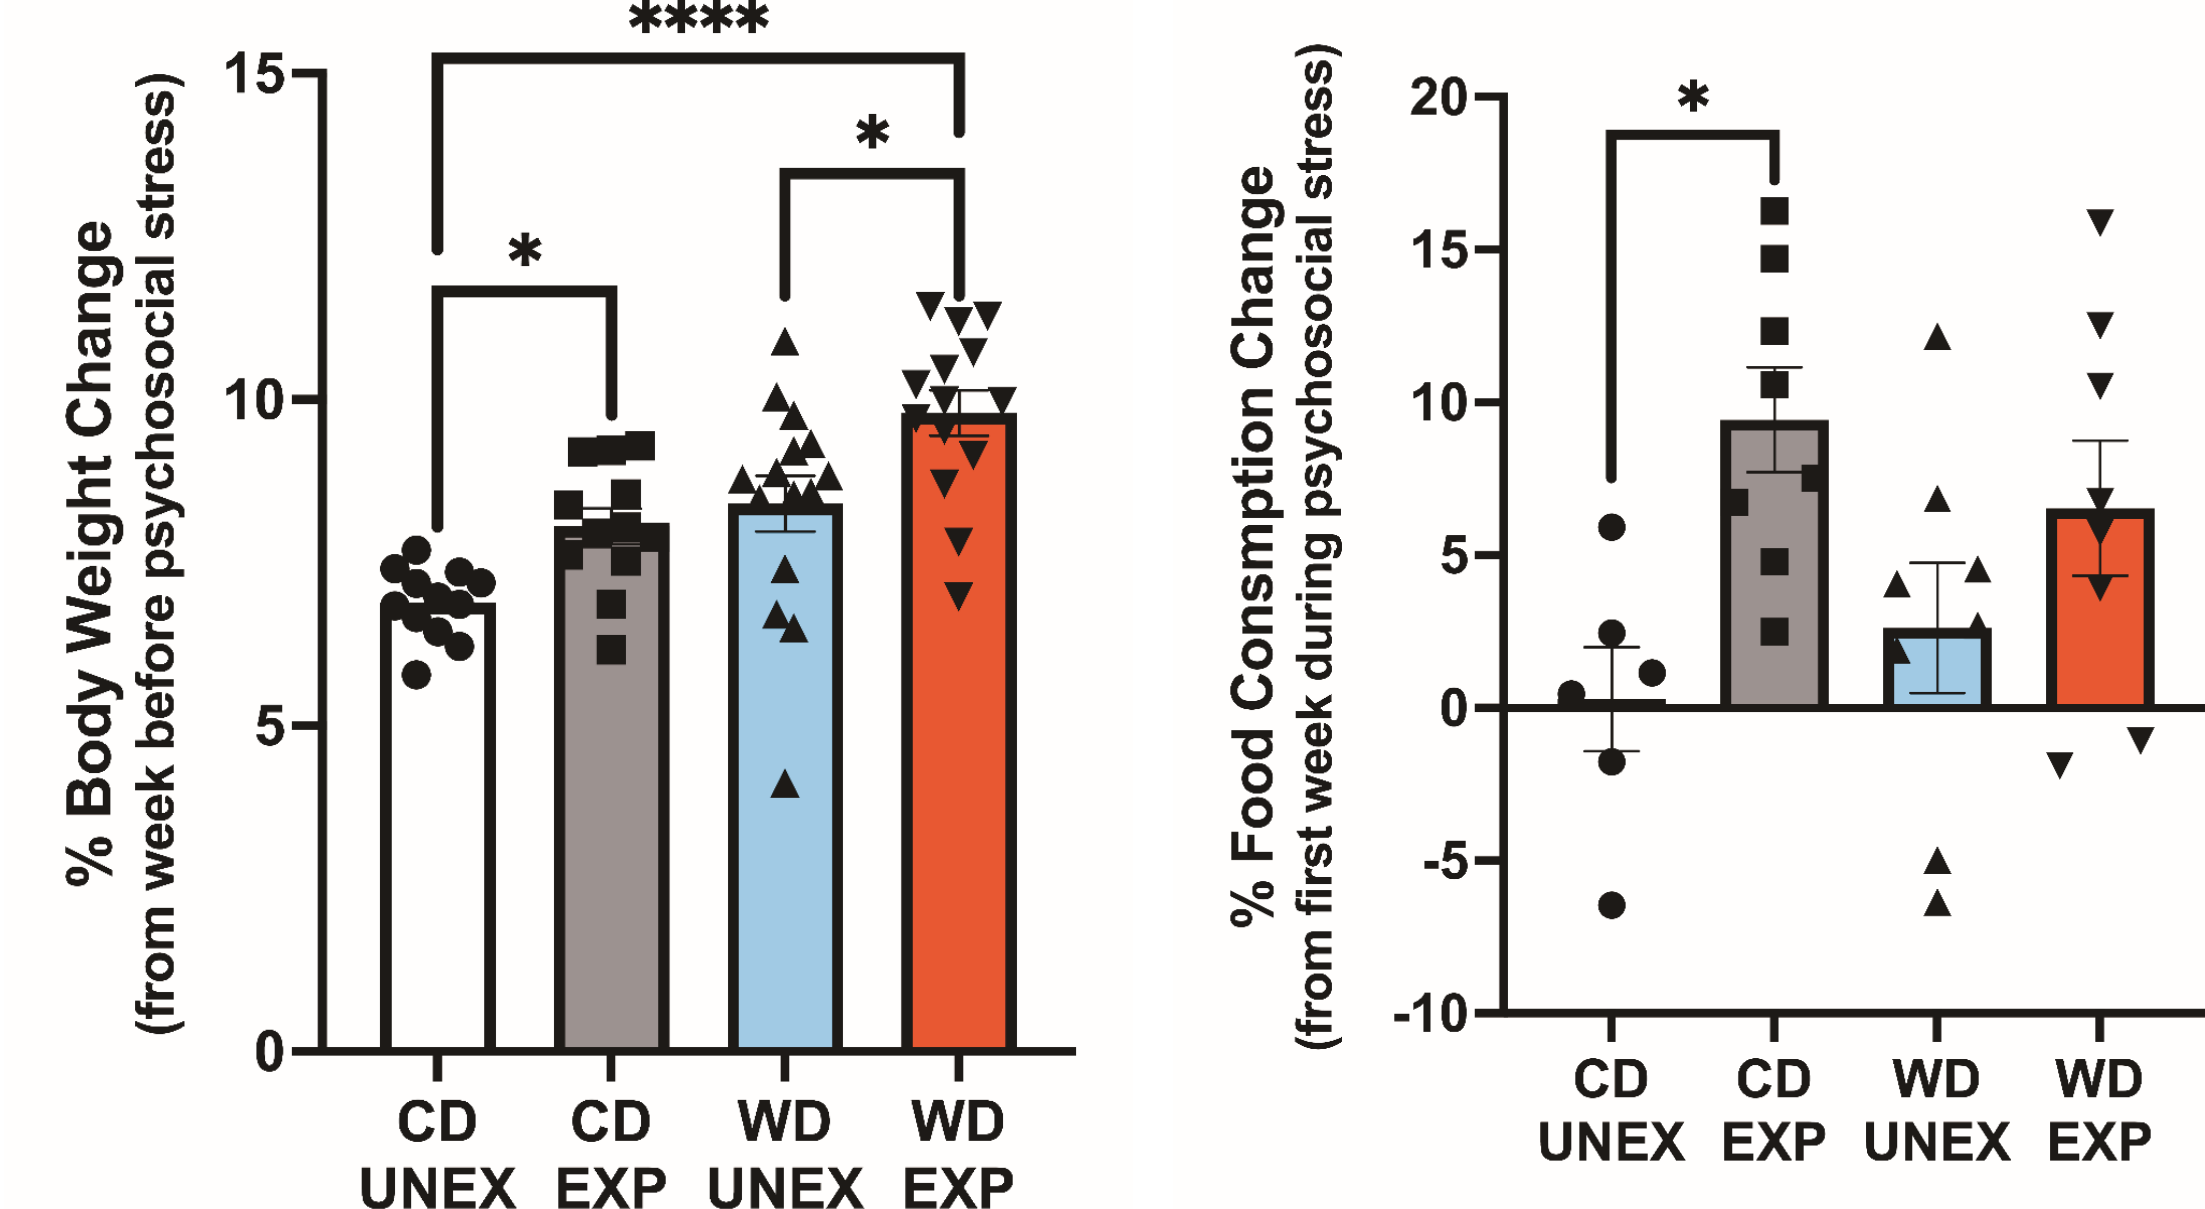 % Body Weight Change
(from week before psychosocial stress)
15
10
5
0
****
*
*
CD
UNEX
CD
EXP
WD
UNEX
WD
EXP
% Food Consmption Change
(from first week during psychosocial stress)
20
15
10
5
0
-5
-10
*
CD
UNEX
CD
EXP
WD
UNEX
WD
EXP